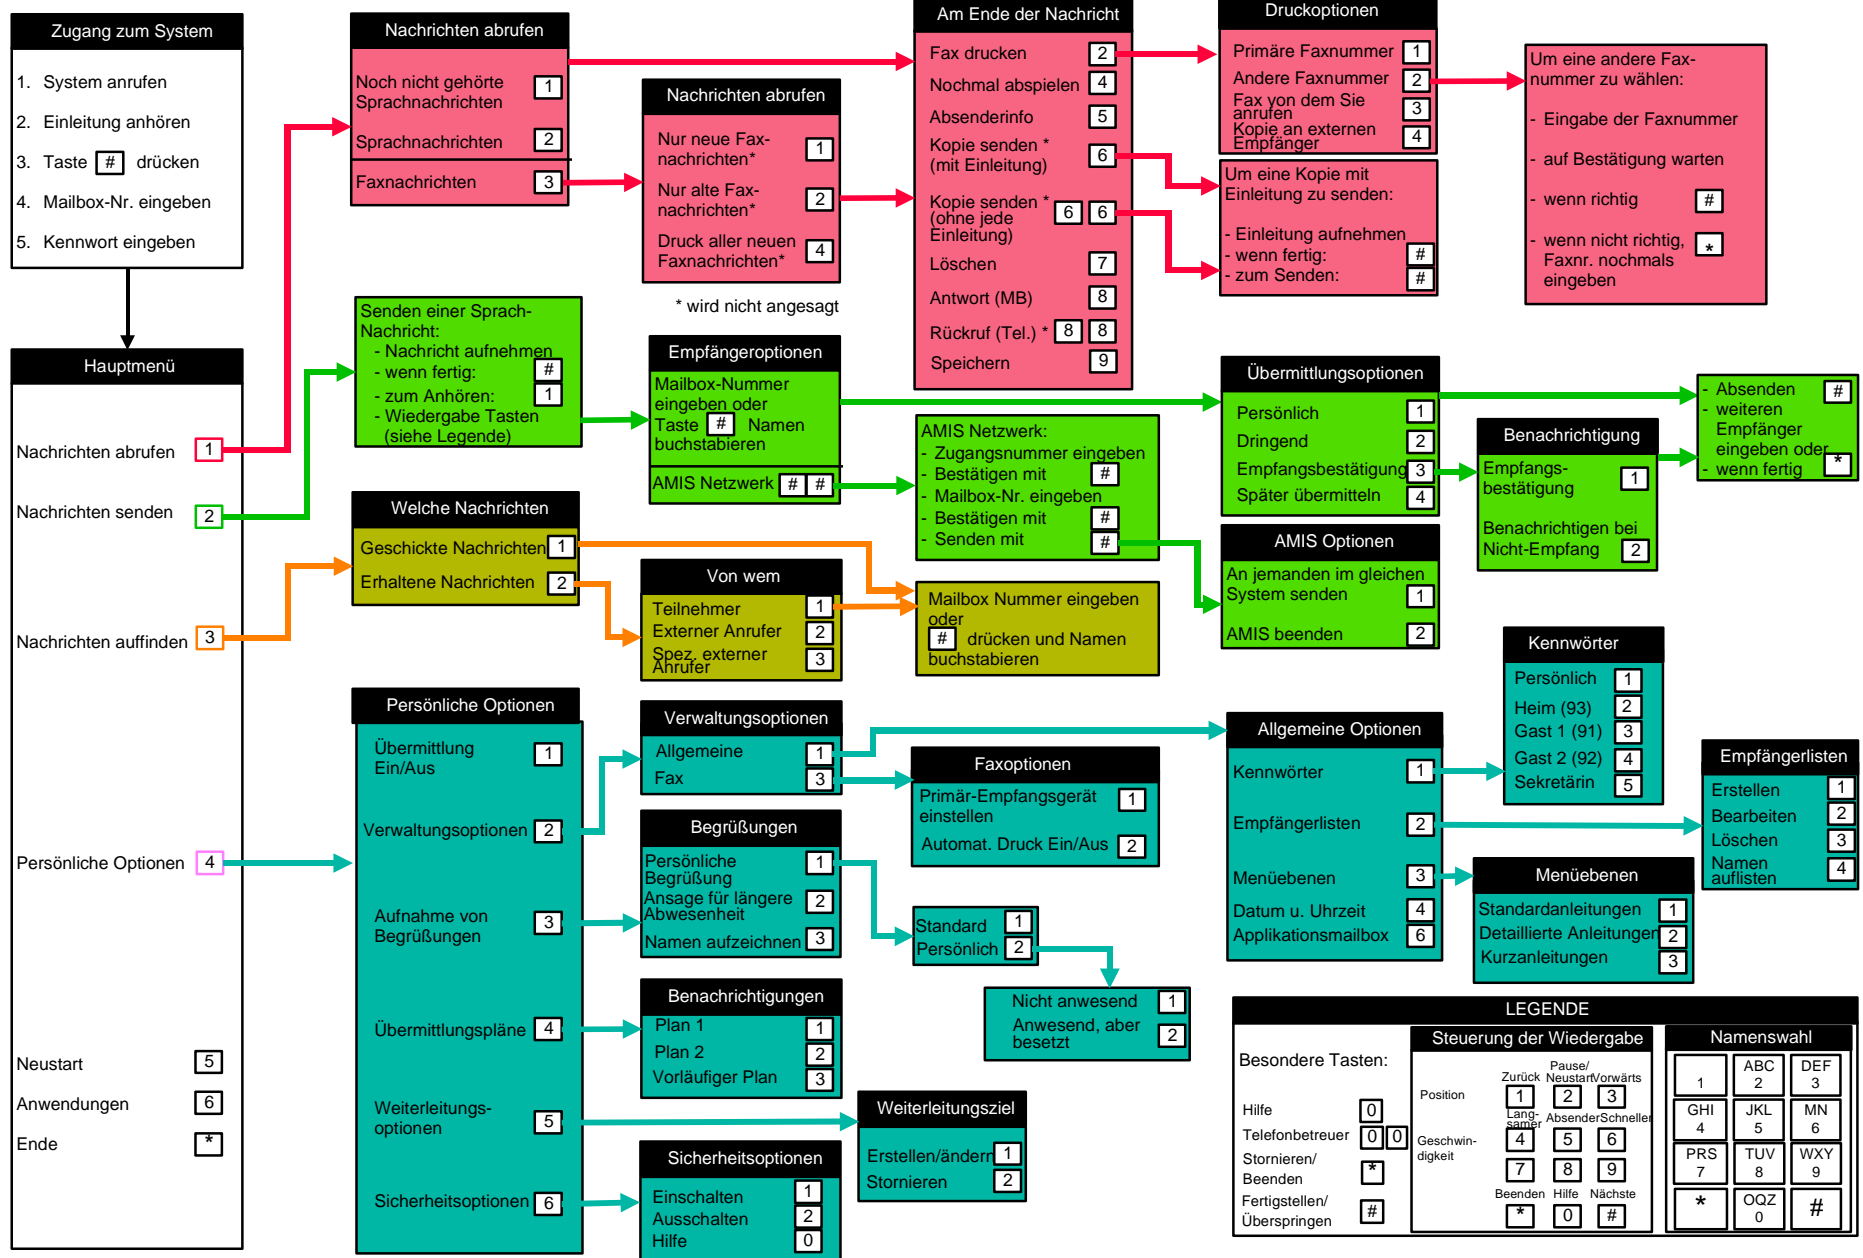 Zugang zum System
1. System anrufen
2. Einleitung anhören
3. Taste # drücken
4. Mailbox-Nr. eingeben
5. Kennwort eingeben
Hauptmenü
Nachrichten abrufen 1
Nachrichten senden 2
Nachrichten auffinden 3
Persönliche Optionen 4
Neustart 5
Anwendungen 6
Ende *
Nachrichten abrufen
Noch nicht gehörte 1
Sprachnachrichten
Sprachnachrichten 2
Faxnachrichten 3
Nachrichten abrufen
Nur neue Fax- 1
nachrichten*
Nur alte Fax- 2
nachrichten*
Druck aller neuen 4
Faxnachrichten*
* wird nicht angesagt
Am Ende der Nachricht
Fax drucken 2
Nochmal abspielen 4
Absenderinfo 5
Kopie senden * 6
(mit Einleitung)
Kopie senden *
(ohne jede 6 6
Einleitung)
Löschen 7
Antwort (MB) 8
Rückruf (Tel.) * 8 8
Speichern 9
Druckoptionen
Primäre Faxnummer 1
Andere Faxnummer 2
Fax von dem Sie 3
anrufen
Kopie an externen 4
Empfänger
Um eine Kopie mit
Einleitung zu senden:
- Einleitung aufnehmen
- wenn fertig: #
- zum Senden: #
Um eine andere Fax-
nummer zu wählen:
- Eingabe der Faxnummer
- auf Bestätigung warten
- wenn richtig #
- wenn nicht richtig, *
Faxnr. nochmals
eingeben
Senden einer Sprach-
Nachricht:
- Nachricht aufnehmen
- wenn fertig: #
- zum Anhören: 1
- Wiedergabe Tasten
(siehe Legende)
Empfängeroptionen
Mailbox-Nummer
eingeben oder
Taste # Namen
buchstabieren
AMIS Netzwerk # #
AMIS Netzwerk:
- Zugangsnummer eingeben
- Bestätigen mit #
- Mailbox-Nr. eingeben
- Bestätigen mit #
- Senden mit #
Übermittlungsoptionen
Persönlich 1
Dringend 2
Empfangsbestätigung 3
Später übermitteln 4
Benachrichtigung
Empfangs- 1
bestätigung
Benachrichtigen bei
Nicht-Empfang 2
- Absenden #
- weiteren
Empfänger
eingeben oder
- wenn fertig *
AMIS Optionen
An jemanden im gleichen
System senden 1
AMIS beenden 2
Welche Nachrichten
Geschickte Nachrichten 1
Erhaltene Nachrichten 2
Von wem
Teilnehmer 1
Externer Anrufer 2
Spez. externer 3
Anrufer
Mailbox Nummer eingeben
oder
# drücken und Namen
buchstabieren
Persönliche Optionen
Übermittlung 1
Ein/Aus
Verwaltungsoptionen 2
Aufnahme von 3
Begrüßungen
Übermittlungspläne 4
Weiterleitungs- 5
optionen
Sicherheitsoptionen 6
Verwaltungsoptionen
Allgemeine 1
Fax 3
Faxoptionen
Primär-Empfangsgerät 1
einstellen
Automat. Druck Ein/Aus 2
Begrüßungen
Persönliche 1
Begrüßung
Ansage für längere 2
Abwesenheit
Namen aufzeichnen 3
Standard 1
Persönlich 2
Nicht anwesend 1
Anwesend, aber 2
besetzt
Benachrichtigungen
Plan 1 1
Plan 2 2
Vorläufiger Plan 3
Weiterleitungsziel
Erstellen/ändern 1
Stornieren 2
Sicherheitsoptionen
Einschalten 1
Ausschalten 2
Hilfe 0
Allgemeine Optionen
Kennwörter 1
Empfängerlisten 2
Menüebenen 3
Datum u. Uhrzeit 4
Applikationsmailbox 6
Kennwörter
Persönlich 1
Heim (93) 2
Gast 1 (91) 3
Gast 2 (92) 4
Sekretärin 5
Empfängerlisten
Erstellen 1
Bearbeiten 2
Löschen 3
Namen 4
auflisten
Menüebenen
Standardanleitungen 1
Detaillierte Anleitungen 2
Kurzanleitungen 3
LEGENDE
Besondere Tasten:
Hilfe 0
Telefonbetreuer 0 0
Stornieren/ *
Beenden
Fertigstellen/ #
Überspringen
Steuerung der Wiedergabe
Pause/
Zurück Neustart Vorwärts
Position 1 2 3
Lang-
samer Absender Schneller
Geschwin- 4 5 6
digkeit
7 8 9
Beenden Hilfe Nächste
* 0 #
Namenswahl
ABC DEF
1 2 3
GHI JKL MN
4 5 6
PRS TUV WXY
7 8 9
* OQZ #
0